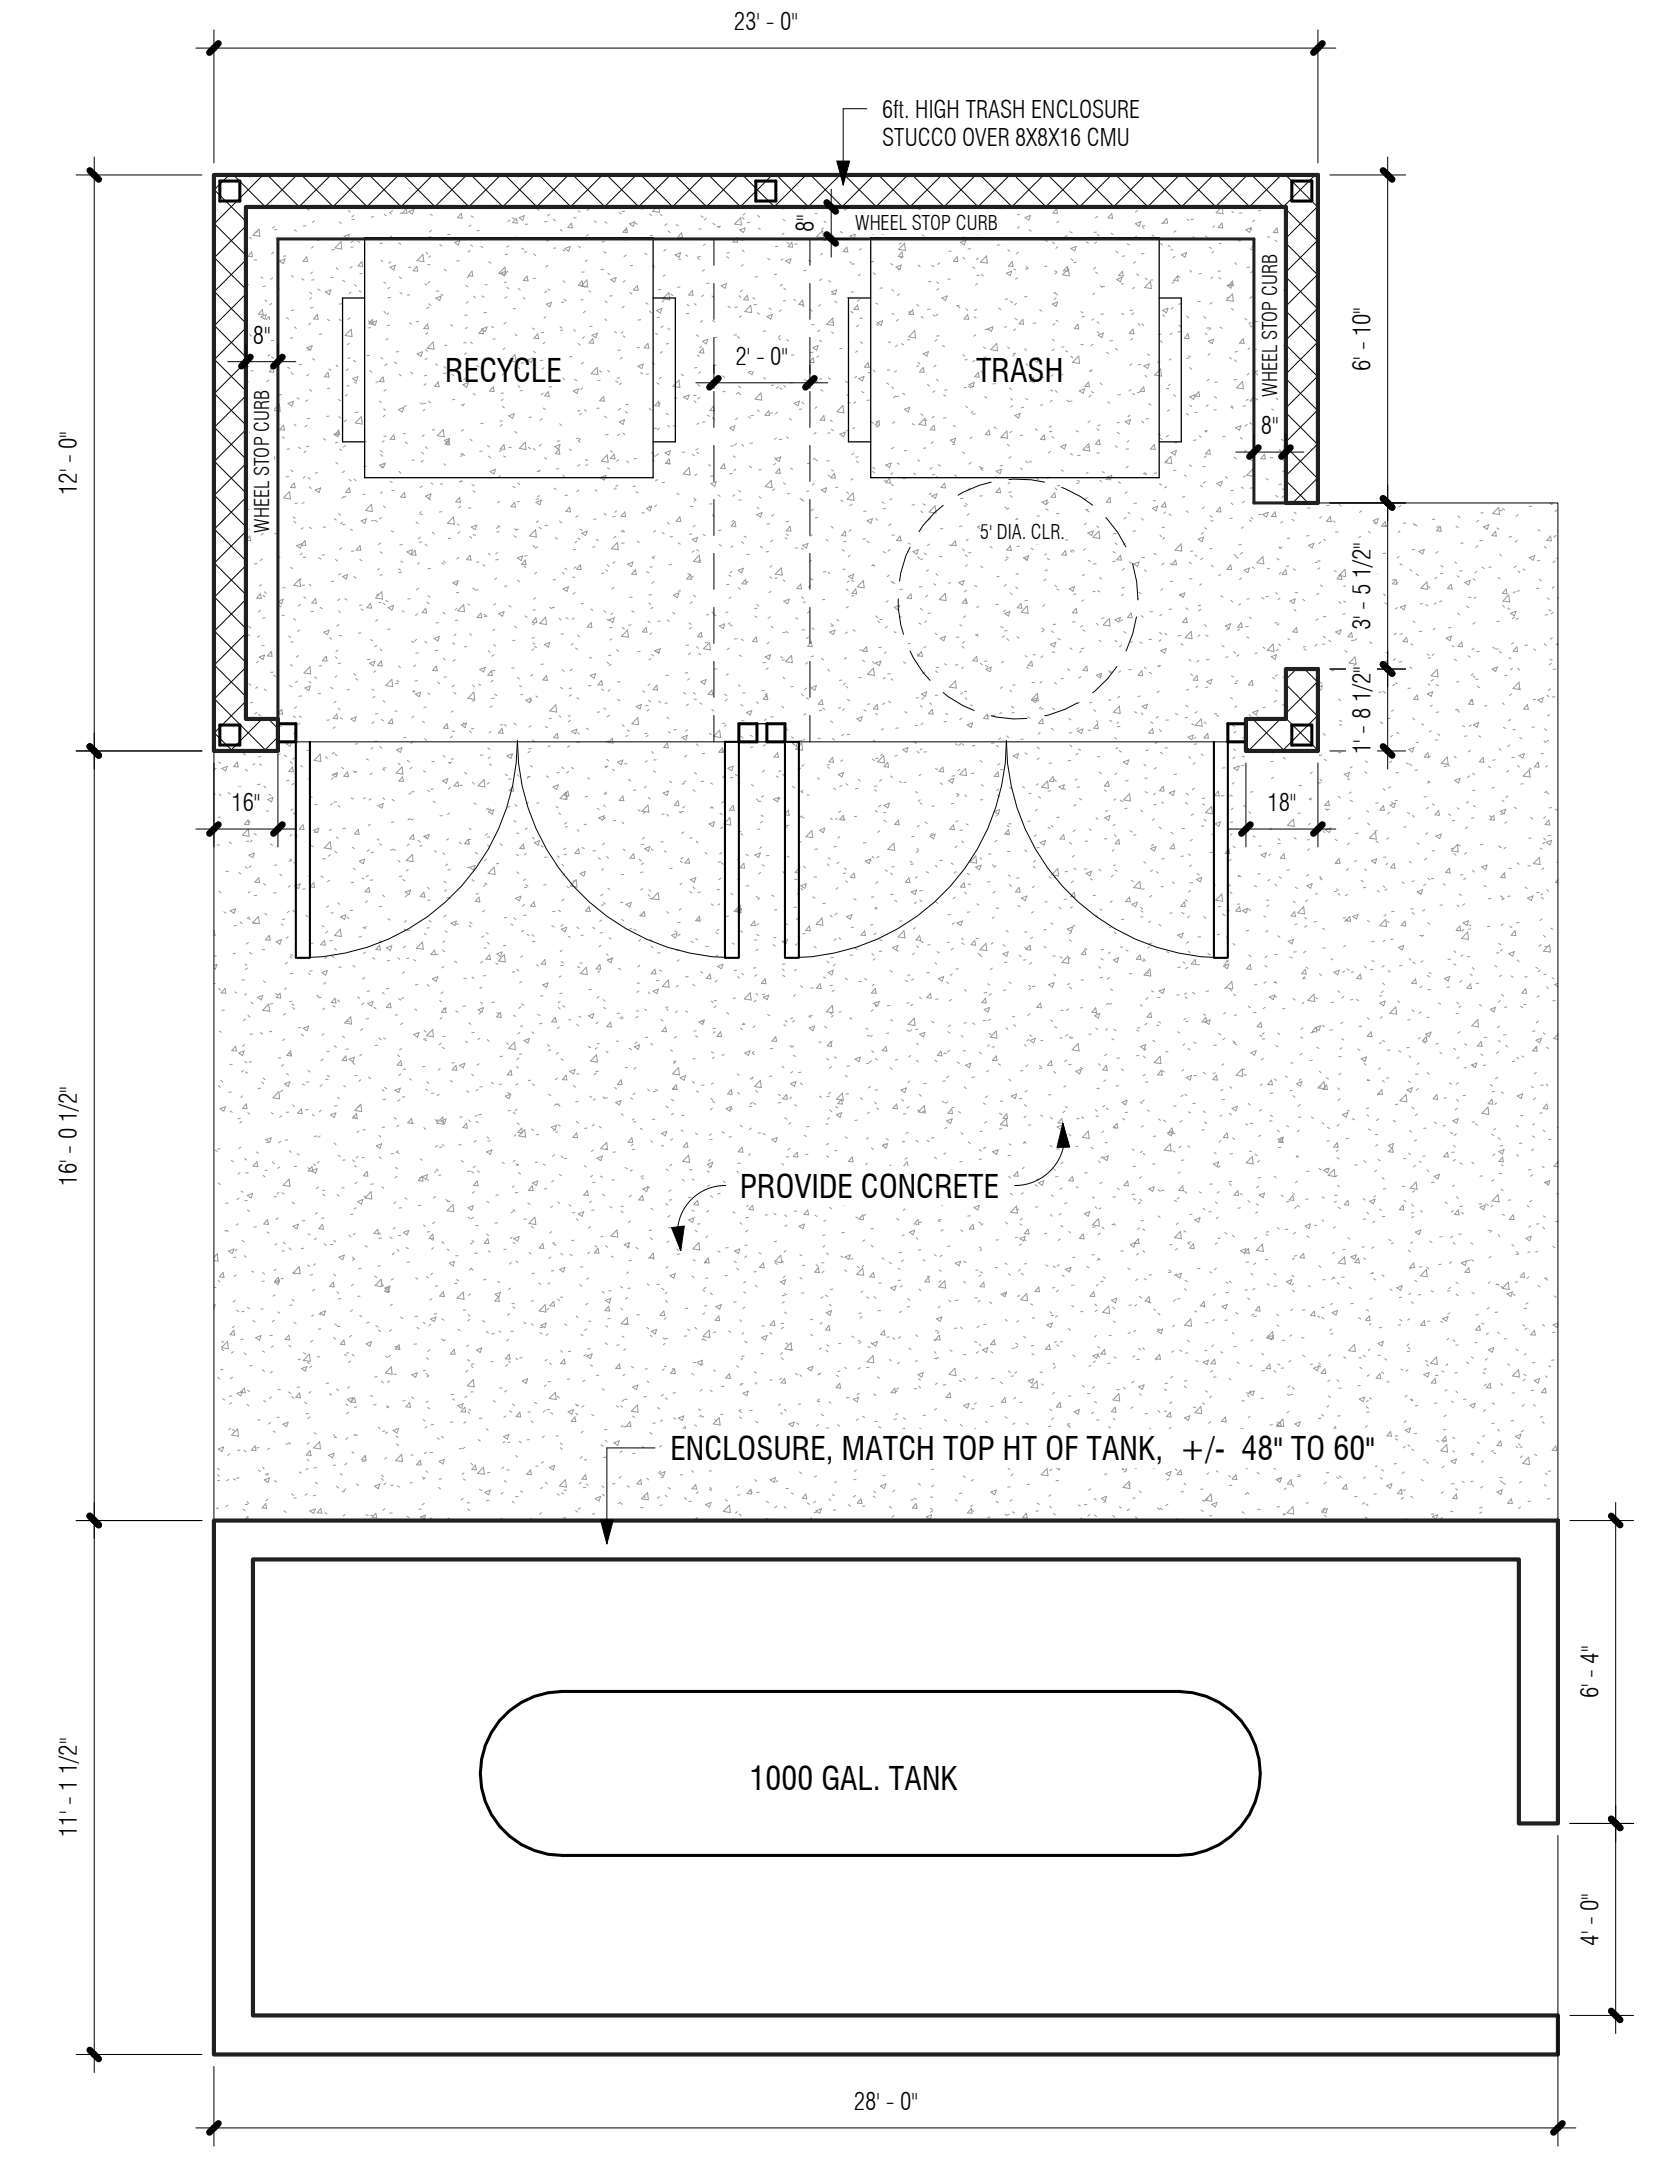 23' - 0"
6ft. HIGH TRASH ENCLOSURE
STUCCO OVER 8X8X16 CMU
8"
WHEEL STOP CURB
WHEEL STOP CURB
8"
6' - 10"
RECYCLE
2' - 0"
TRASH
WHEEL STOP CURB
8"
12' - 0"
5' DIA. CLR.
3' - 5 1/2"
1' - 8 1/2"
16"
18"
16' - 0 1/2"
PROVIDE CONCRETE
ENCLOSURE, MATCH TOP HT OF TANK, +/- 48" TO 60"
6' - 4"
1000 GAL. TANK
11' - 1 1/2"
4' - 0"
28' - 0"